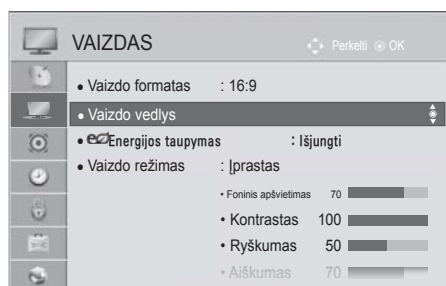 VAIZDAS
Perkelti OK
• Vaizdo formatas : 16:9
• Vaizdo vedlys
• eco Energijos taupymas : Išjungti
• Vaizdo režimas : Įprastas
• Foninis apšvietimas 70
• Kontrastas 100
• Ryškumas 50
• Aiškumas 70